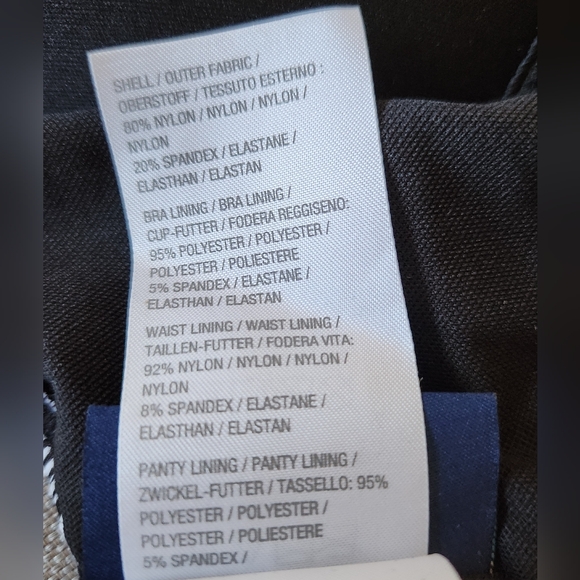 SHELL / OUTER FABRIC /
OBERSTOFF / TESSUTO ESTERNO :
80% NYLON / NYLON / NYLON /
NYLON
20% SPANDEX / ELASTANE /
ELASTHAN / ELASTAN
BRA LINING / BRA LINING /
CUP-FUTTER / FODERA REGGISENO:
95% POLYESTER / POLYESTER /
POLYESTER / POLIESTERE
5% SPANDEX / ELASTANE /
ELASTHAN / ELASTAN
WAIST LINING / WAIST LINING /
TAILLEN-FUTTER / FODERA VITA:
92% NYLON / NYLON / NYLON /
NYLON
8% SPANDEX / ELASTANE /
ELASTHAN / ELASTAN
PANTY LINING / PANTY LINING /
ZWICKEL-FUTTER / TASSELLO: 95%
POLYESTER / POLYESTER /
POLYESTER / POLIESTERE
5% SPANDEX /